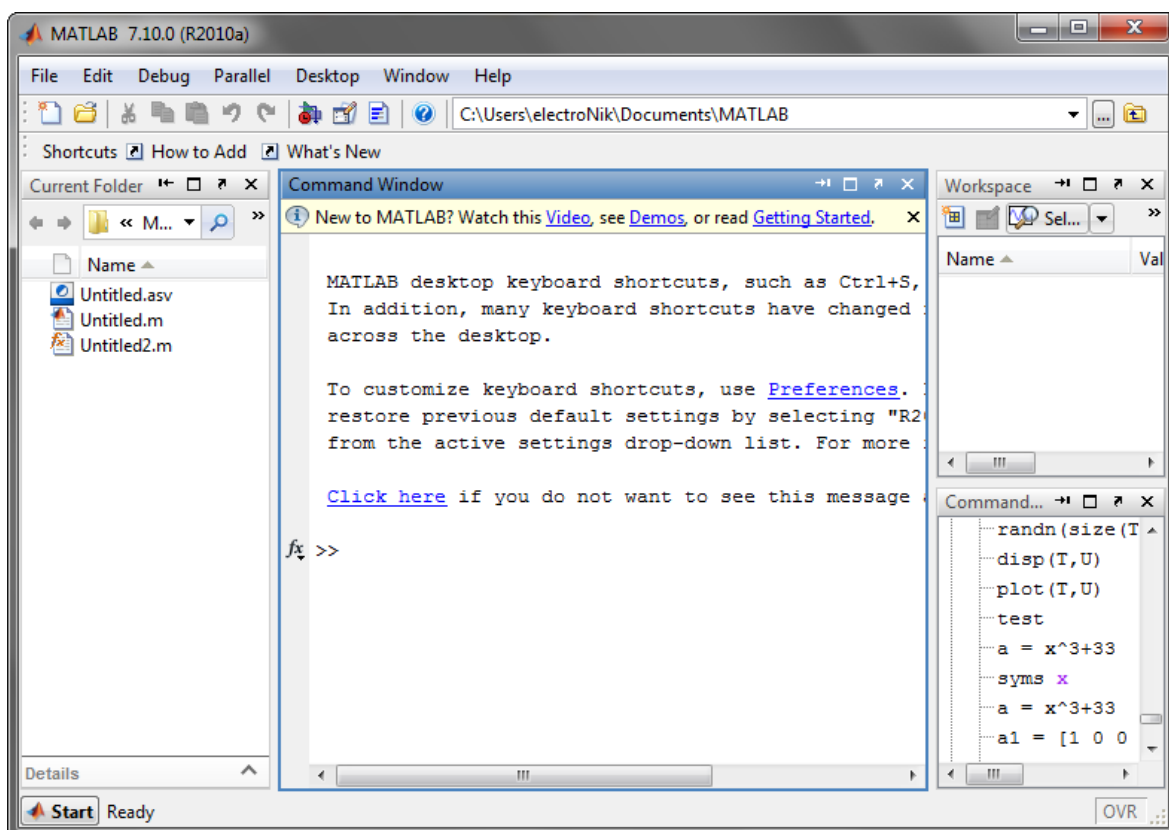 MATLAB 7.10.0 (R2010a)
File Edit Debug Parallel Desktop Window Help
C:\Users\electroNik\Documents\MATLAB
Shortcuts How to Add What's New
Current Folder
« M...
»
Name
Untitled.asv
Untitled.m
Untitled2.m
Details
Command Window
New to MATLAB? Watch this Video, see Demos, or read Getting Started.
MATLAB desktop keyboard shortcuts, such as Ctrl+S,
In addition, many keyboard shortcuts have changed
across the desktop.
To customize keyboard shortcuts, use Preferences.
restore previous default settings by selecting "R20
from the active settings drop-down list. For more
Click here if you do not want to see this message
fx >>
Workspace
Sel...
»
Name Val
Command...
randn(size(T
disp(T,U)
plot(T,U)
test
a = x^3+33
syms x
a = x^3+33
a1 = [1 0 0
Start Ready
OVR